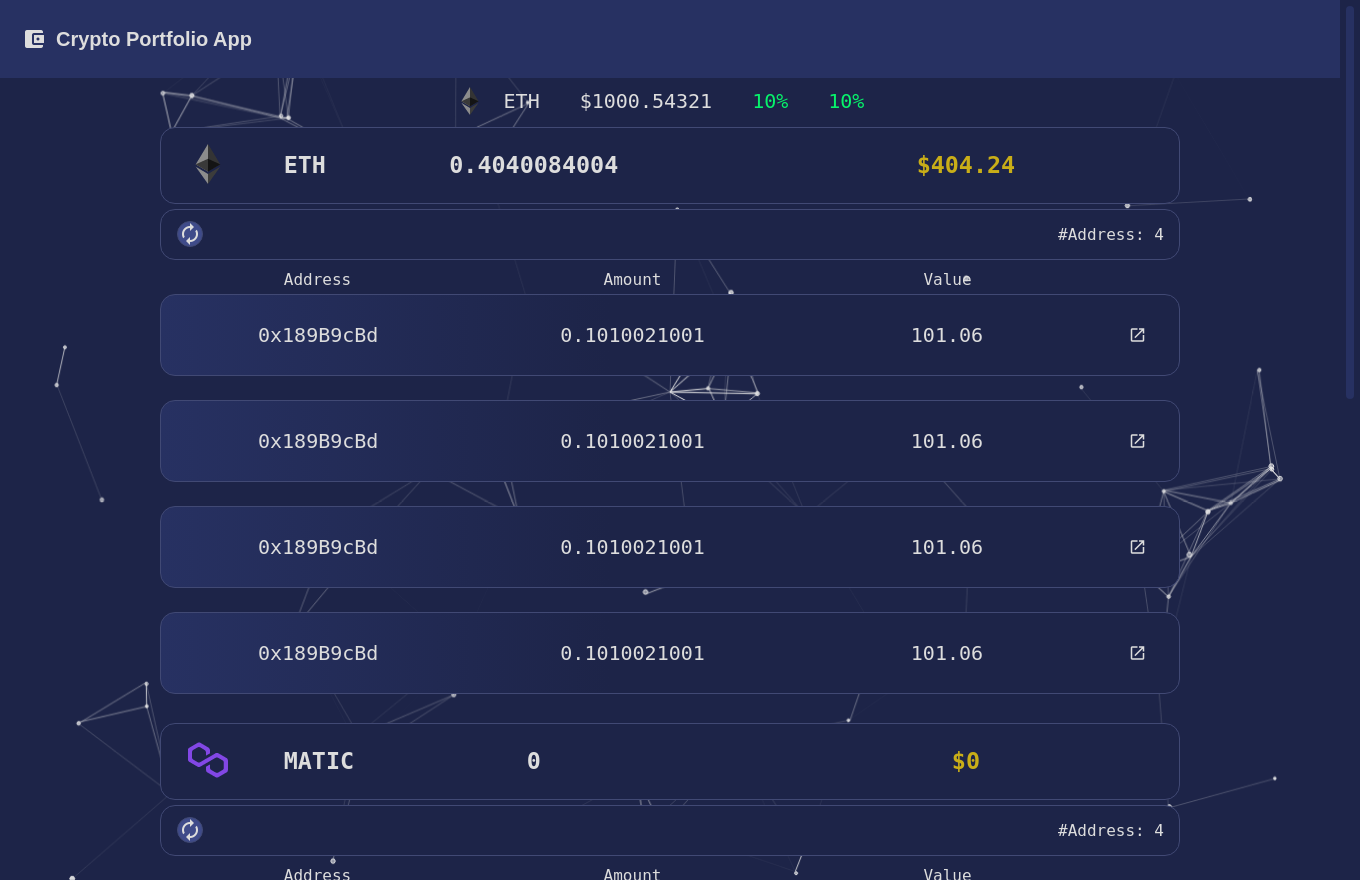 Crypto Portfolio App
ETH $1000.54321 10% 10%
ETH 0.4040084004 $404.24
#Address: 4
Address Amount Value
0x189B9cBd 0.1010021001 101.06
0x189B9cBd 0.1010021001 101.06
0x189B9cBd 0.1010021001 101.06
0x189B9cBd 0.1010021001 101.06
MATIC 0 $0
#Address: 4
Address Amount Value